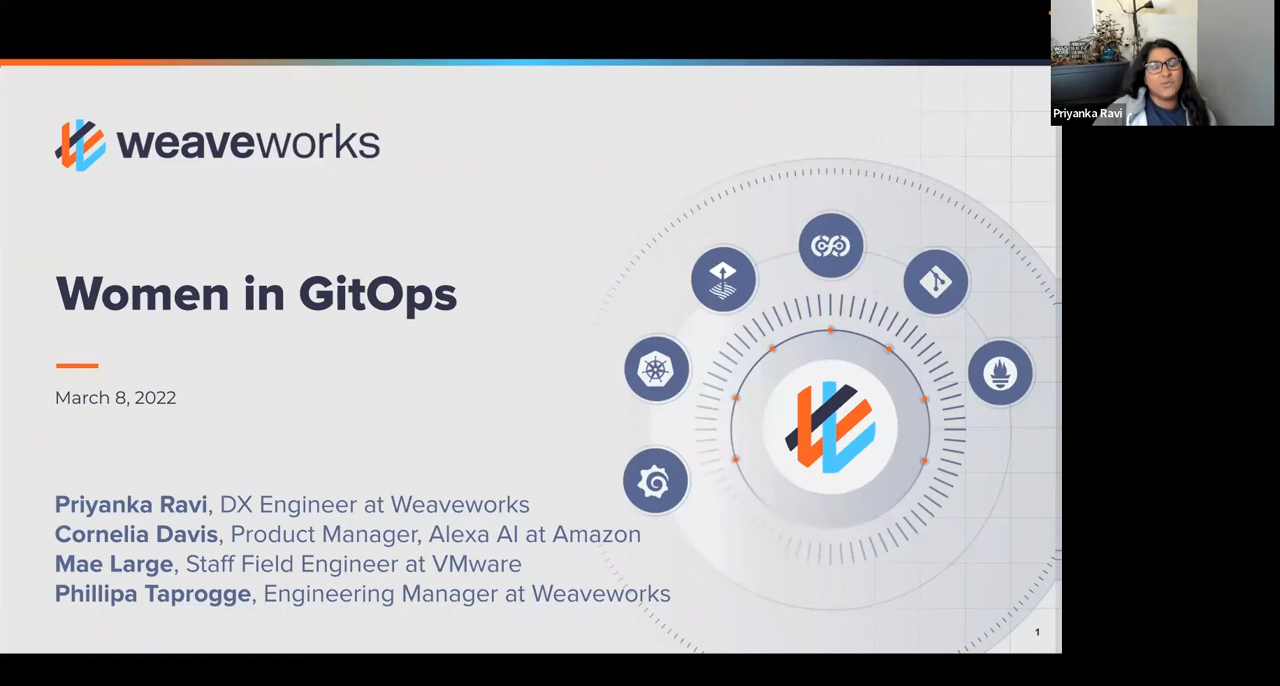 weaveworks
Women in GitOps
March 8, 2022
Priyanka Ravi, DX Engineer at Weaveworks
Cornelia Davis, Product Manager, Alexa AI at Amazon
Mae Large, Staff Field Engineer at VMware
Phillipa Taprogge, Engineering Manager at Weaveworks
1
Priyanka Ravi